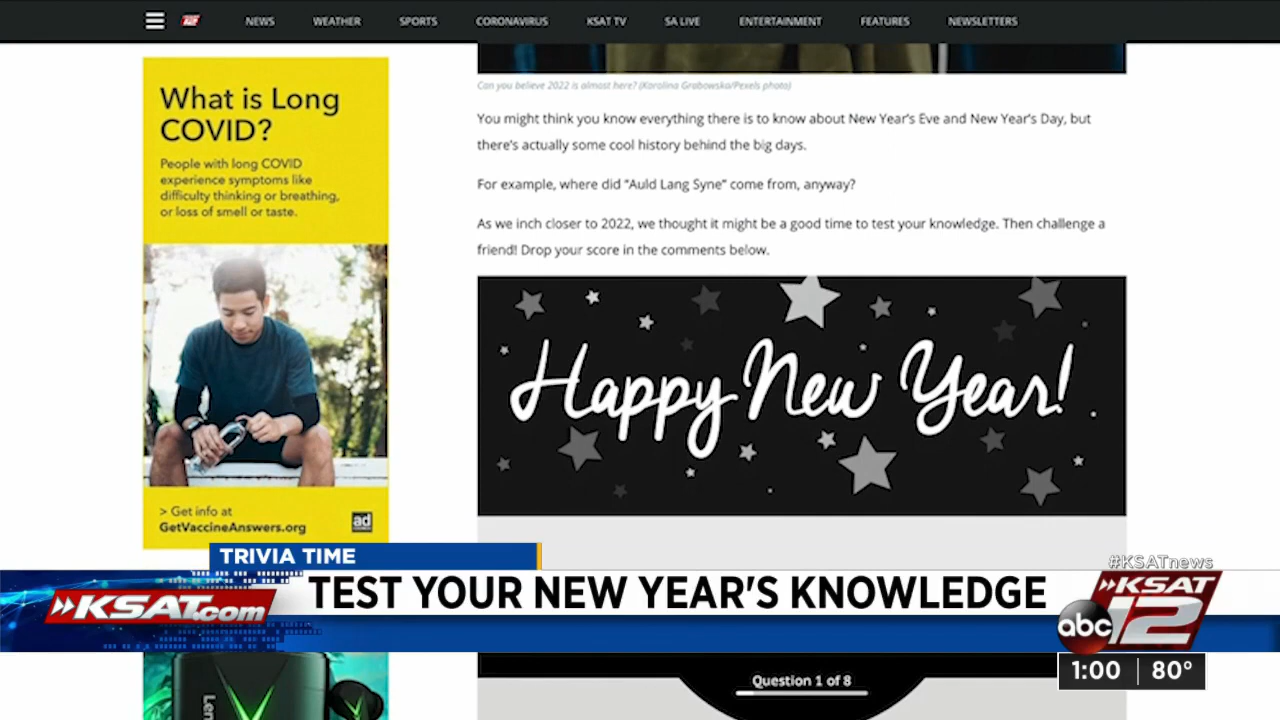 NEWS WEATHER SPORTS CORONAVIRUS KSAT TV SA LIVE ENTERTAINMENT FEATURES NEWSLETTERS
What is Long
COVID?
People with long COVID
experience symptoms like
difficulty thinking or breathing,
or loss of smell or taste.
> Get info at
GetVaccineAnswers.org
ad
Can you believe 2022 is almost here? (Karolina Grabowska/Pexels photo)
You might think you know everything there is to know about New Year's Eve and New Year's Day, but
there's actually some cool history behind the big days.
For example, where did “Auld Lang Syne” come from, anyway?
As we inch closer to 2022, we thought it might be a good time to test your knowledge. Then challenge a
friend! Drop your score in the comments below.
Happy New Year!
TRIVIA TIME
#KSATnews
KSAT.com
TEST YOUR NEW YEAR'S KNOWLEDGE
KSAT
abc 12
1:00 80°
Question 1 of 8